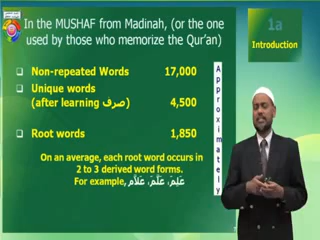 In the MUSHAF from Madinah, (or the one
used by those who memorize the Qur'an)
Non-repeated Words 17,000
Unique words
(after learning صرف) 4,500
Root words 1,850
On an average, each root word occurs in
2 to 3 derived word forms.
For example, عَلِمَ، عَلَّمَ، عَلَّام
Approximately
1a
Introduction